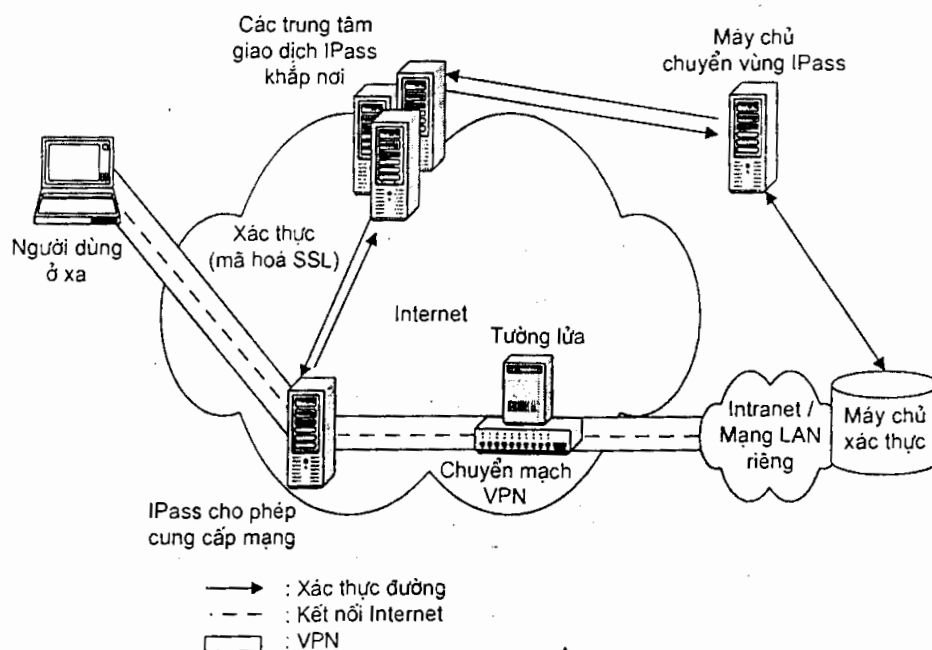 Các trung tâm
giao dịch IPass
khắp nơi
Máy chủ
chuyển vùng IPass
Người dùng
ở xa
Xác thực
(mã hoá SSL)
Internet
Tường lửa
Chuyển mạch
VPN
Intranet /
Mạng LAN
riêng
Máy chủ
xác thực
IPass cho phép
cung cấp mạng
: Xác thực đường
: Kết nối Internet
: VPN